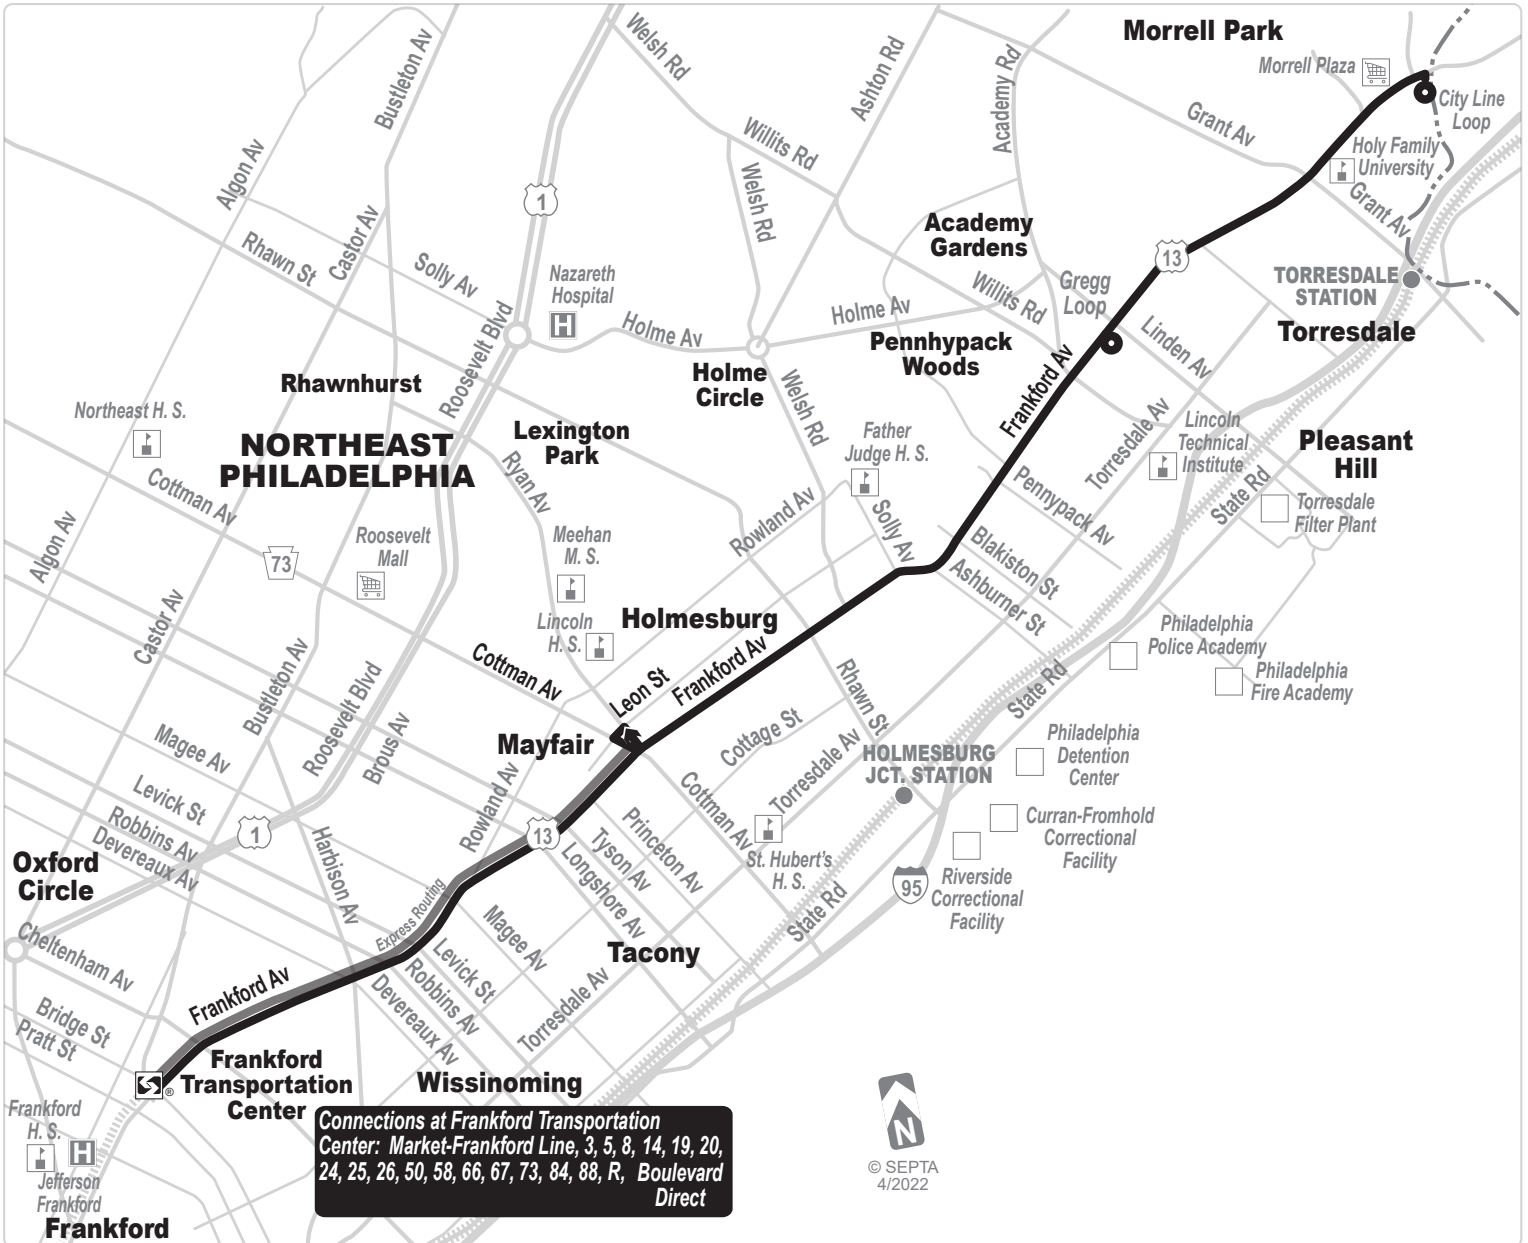 Morrell Park
Morrell Plaza
City Line
Loop
Welsh Rd
Ashton Rd
Academy Rd
Bustleton Av
Grant Av
Willits Rd
Holy Family
University
Algon Av
Welsh Rd
1
Grant Av
Castor Av
Academy
Gardens
Rhawn St
Solly Av
13
Nazareth
Hospital
H
Gregg
Loop
TORRESDALE
STATION
Willits Rd
Holme Av
Roosevelt Blvd
Holme Av
Linden Av
Torresdale
Pennhypack
Woods
Holme
Circle
Rhawnhurst
Frankford Av
Welsh Rd
Northeast H. S.
Torresdale Av
Lincoln
Technical
Institute
NORTHEAST
PHILADELPHIA
Lexington
Park
Father
Judge H. S.
Pleasant
Hill
Ryan Av
Cottman Av
Pennypack Av
State Rd
Torresdale
Filter Plant
Rowland Av
Solly Av
Algon Av
73
Roosevelt
Mall
Meehan
M. S.
Blakiston St
Ashburner St
Lincoln
H. S.
Holmesburg
Castor Av
Philadelphia
Police Academy
Cottman Av
Leon St
Frankford Av
Rhawn St
State Rd
Philadelphia
Fire Academy
Bustleton Av
Roosevelt Blvd
Brous Av
Magee Av
Mayfair
Cottage St
Torresdale Av
HOLMESBURG
JCT. STATION
Philadelphia
Detention
Center
Levick St
Rowland Av
Cottman Av
Robbins Av
Devereaux Av
1
Harbison Av
13
Princeton Av
Tyson Av
Longshore Av
St. Hubert's
H. S.
Curran-Fromhold
Correctional
Facility
Oxford
Circle
95
Riverside
Correctional
Facility
Express Routing
State Rd
Magee Av
Cheltenham Av
Levick St
Robbins Av
Devereaux Av
Tacony
Frankford Av
Torresdale Av
Bridge St
Pratt St
Frankford
Transportation
Center
®
Wissinoming
Frankford
H. S.
H
Jefferson
Frankford
Frankford
Connections at Frankford Transportation
Center: Market-Frankford Line, 3, 5, 8, 14, 19, 20,
24, 25, 26, 50, 58, 66, 67, 73, 84, 88, R, Boulevard
Direct
N
© SEPTA
4/2022